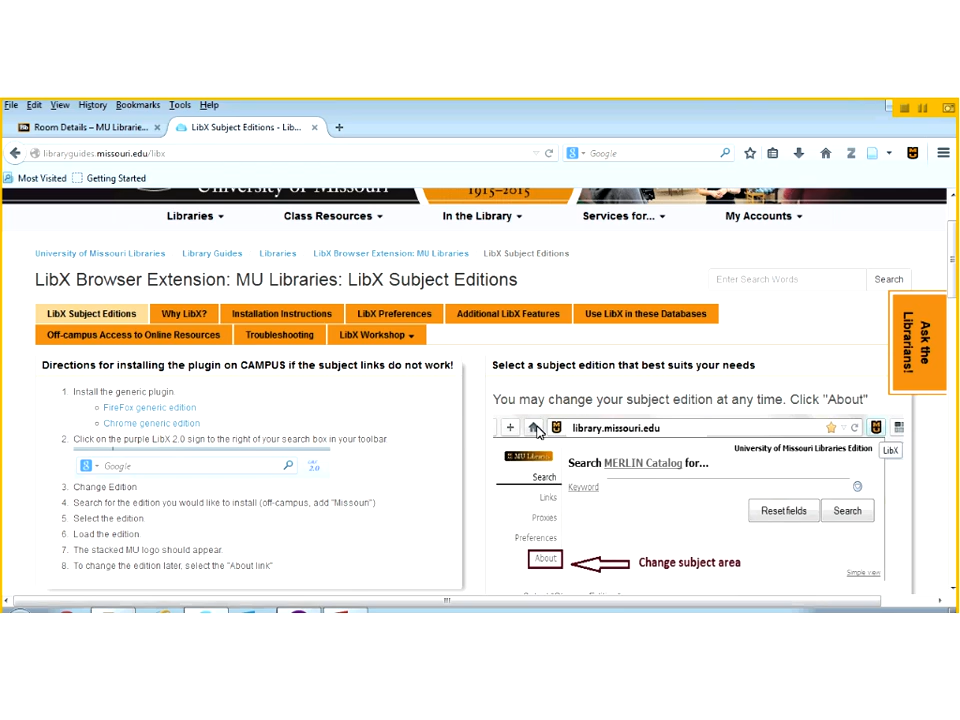 File Edit View History Bookmarks Tools Help
Room Details – MU Librarie... × LibX Subject Editions - Lib... × +
libraryguides.missouri.edu/libx Google
Most Visited Getting Started
University of Missouri 1915–2015
Libraries Class Resources In the Library Services for... My Accounts
University of Missouri Libraries Library Guides Libraries LibX Browser Extension: MU Libraries LibX Subject Editions
LibX Browser Extension: MU Libraries: LibX Subject Editions
Enter Search Words Search
LibX Subject Editions Why LibX? Installation Instructions LibX Preferences Additional LibX Features Use LibX in these Databases
Off-campus Access to Online Resources Troubleshooting LibX Workshop
Ask the
Librarians!
Directions for installing the plugin on CAMPUS if the subject links do not work!
1. Install the generic plugin.
FireFox generic edition
Chrome generic edition
2. Click on the purple LibX 2.0 sign to the right of your search box in your toolbar.
Google 2.0
3. Change Edition
4. Search for the edition you would like to install (off-campus, add "Missouri")
5. Select the edition.
6. Load the edition.
7. The stacked MU logo should appear.
8. To change the edition later, select the "About link"
Select a subject edition that best suits your needs
You may change your subject edition at any time. Click "About"
library.missouri.edu
MU Libraries
University of Missouri Libraries Edition
LibX
Search MERLIN Catalog for...
Search
Links
Proxies
Preferences
About
Keyword
Reset fields Search
Change subject area
Simple view